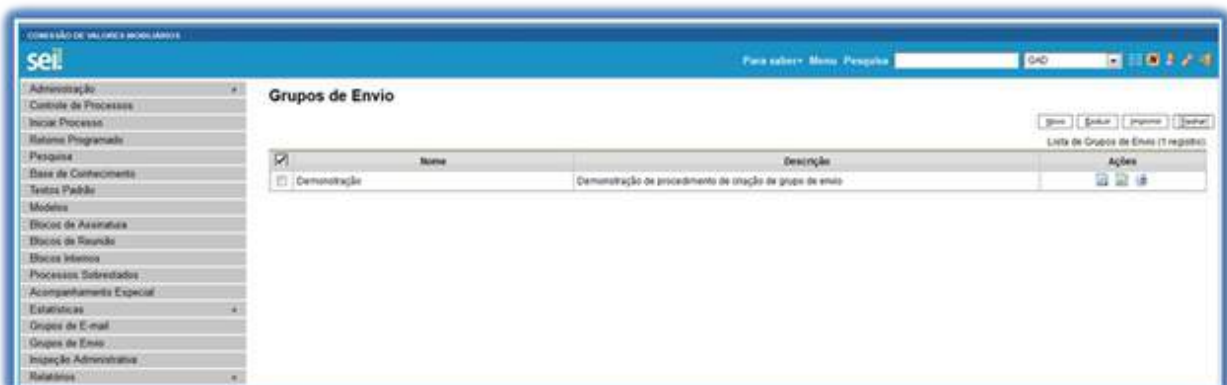 COMISSÃO DE VALORES MOBILIÁRIOS
sei!
Para saber+ Menu Pesquisa GAD
Administração
Controle de Processos
Iniciar Processo
Retorno Programado
Pesquisa
Base de Conhecimento
Textos Padrão
Modelos
Blocos de Assinatura
Blocos de Reunião
Blocos Internos
Processos Sobrestados
Acompanhamento Especial
Estatísticas
Grupos de E-mail
Grupos de Envio
Inspeção Administrativa
Relatórios
Grupos de Envio
Novo Excluir Imprimir Fechar
Lista de Grupos de Envio (1 registro):
Nome Descrição Ações
Demonstração Demonstração de procedimento de criação de grupo de envio